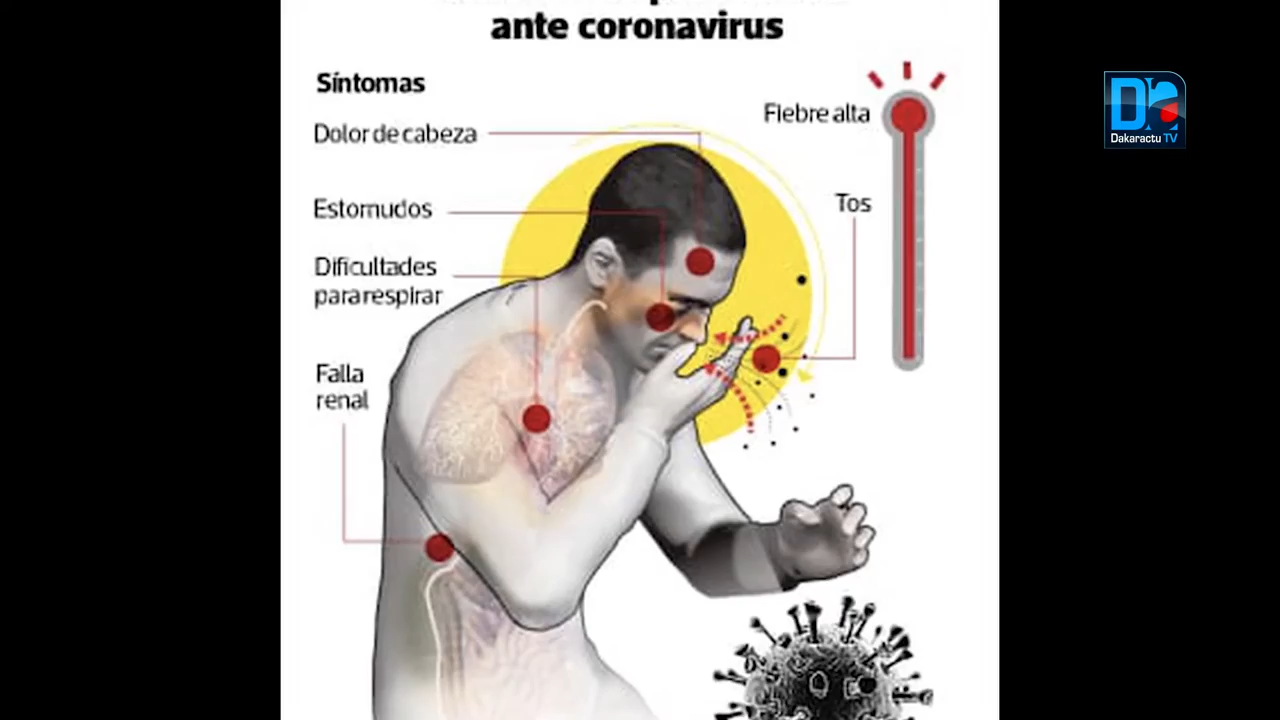 ante coronavirus
Síntomas
Dolor de cabeza
Estornudos
Dificultades
para respirar
Falla
renal
Fiebre alta
Tos
Dakaractu TV